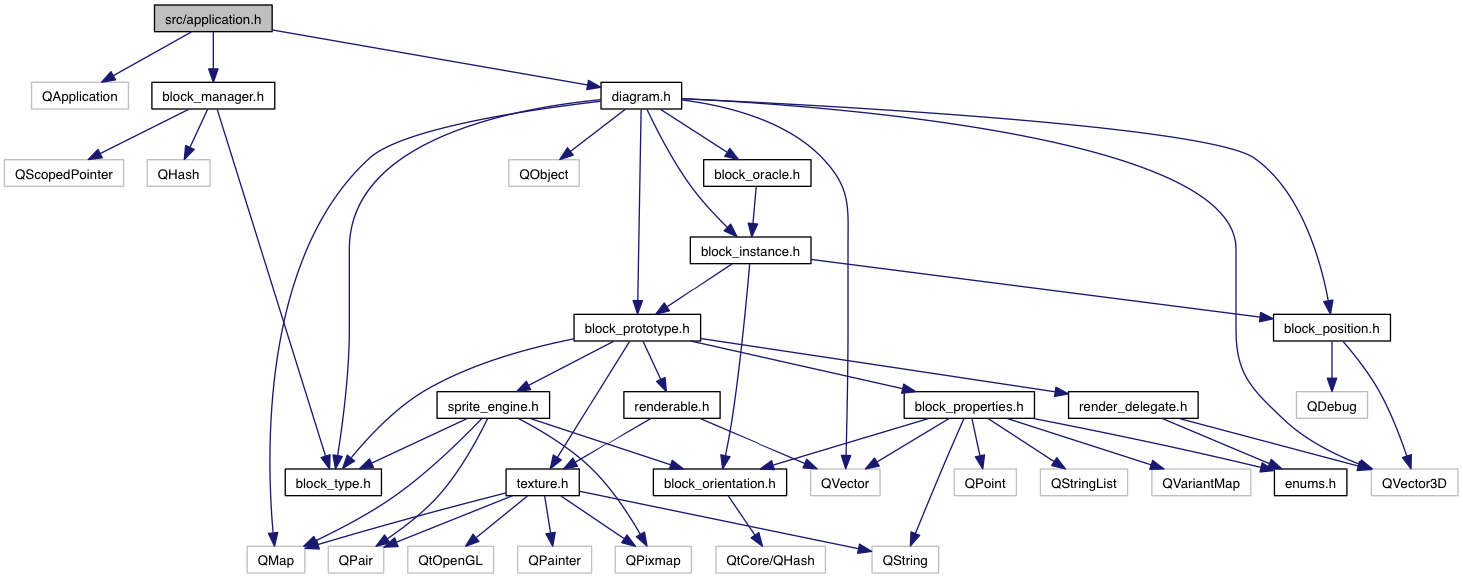 src/application.h
QApplication
block_manager.h
diagram.h
QScopedPointer
QHash
QObject
block_oracle.h
block_instance.h
block_prototype.h
block_position.h
sprite_engine.h
renderable.h
block_properties.h
render_delegate.h
QDebug
block_type.h
texture.h
block_orientation.h
QVector
QPoint
QStringList
QVariantMap
enums.h
QVector3D
QMap
QPair
QtOpenGL
QPainter
QPixmap
QtCore/QHash
QString